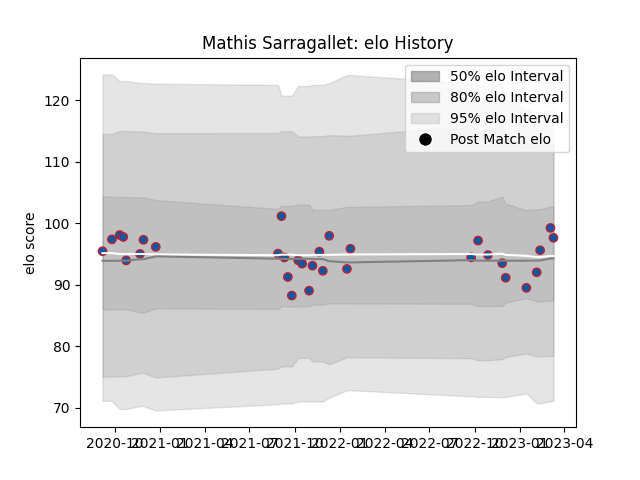 Mathis Sarragallet: elo History
50% elo Interval
80% elo Interval
95% elo Interval
Post Match elo
elo score
120
110
100
90
80
70
2020-10 2021-01 2021-04 2021-07 2021-10 2022-01 2022-04 2022-07 2022-10 2023-01 2023-04